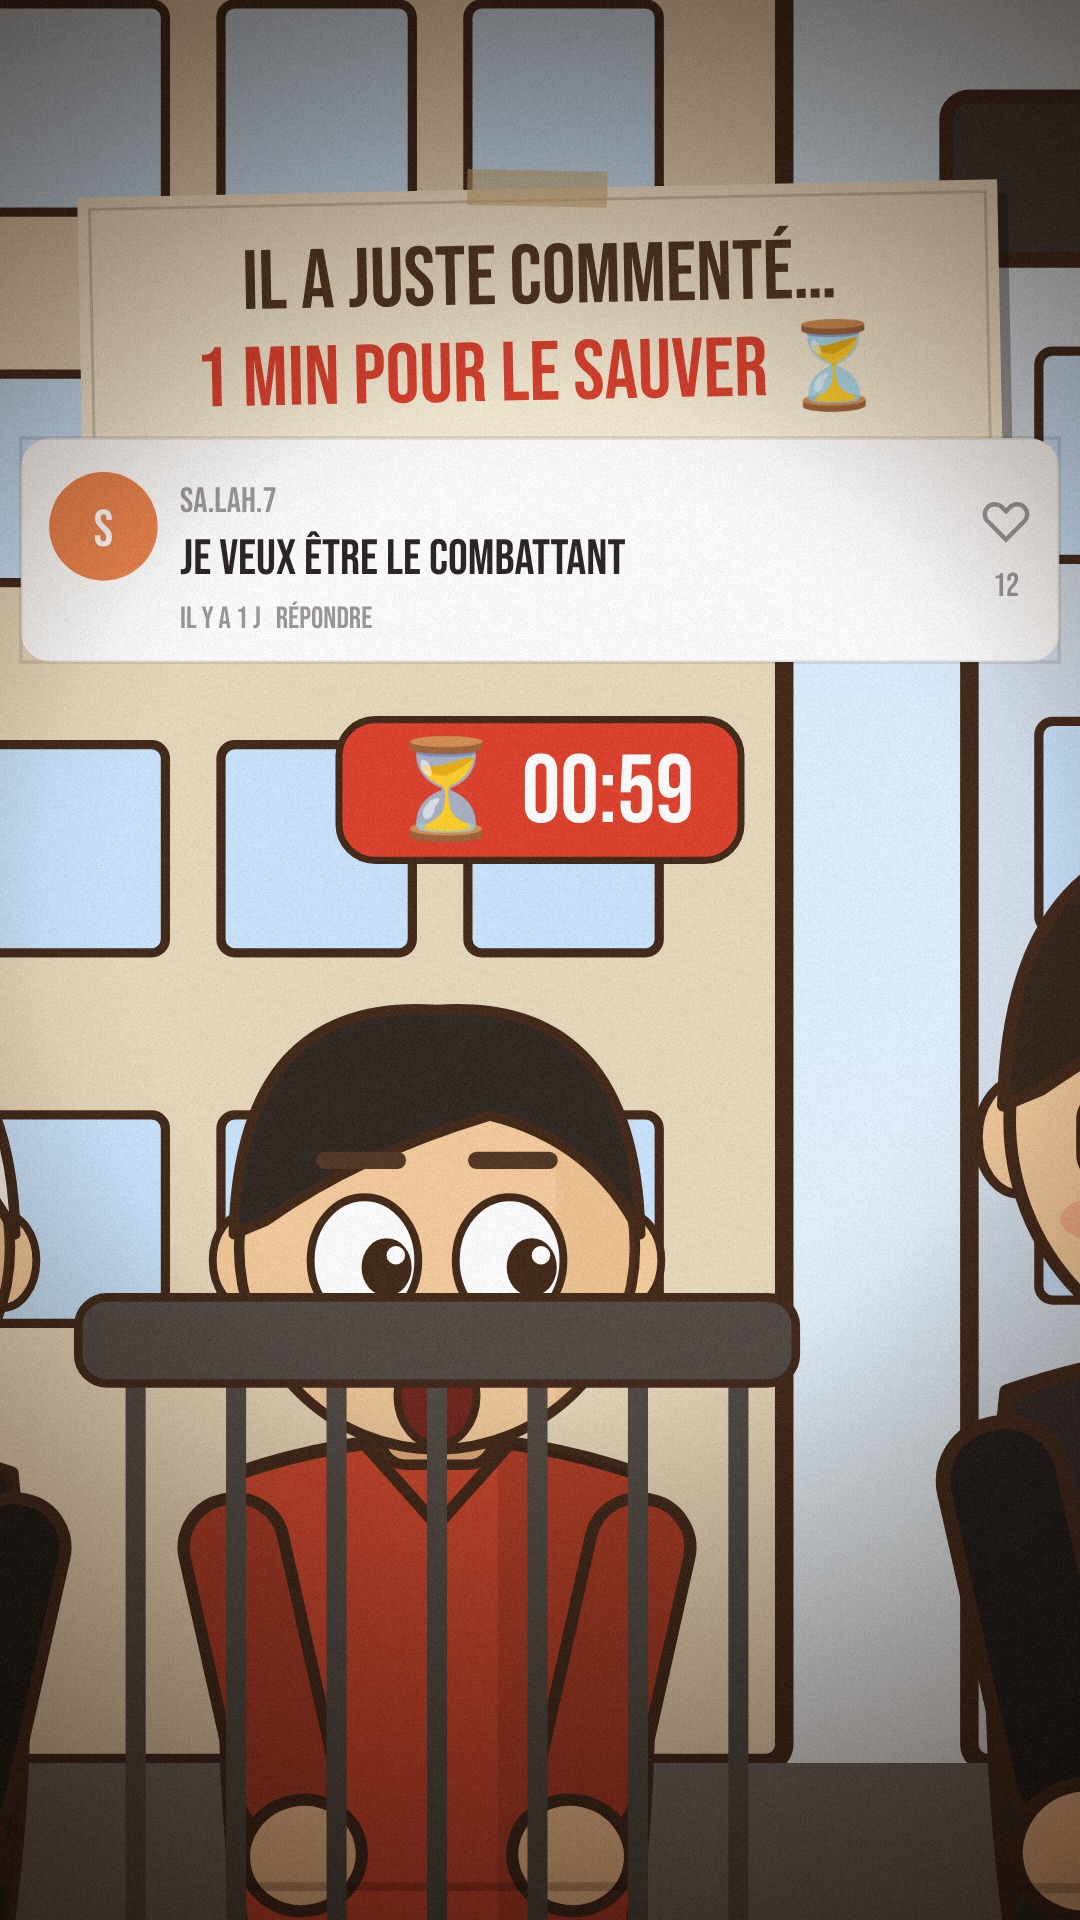 IL A JUSTE COMMENTÉ...
1 MIN POUR LE SAUVER ⏳
S
SA.LAH.7
JE VEUX ÊTRE LE COMBATTANT
12
IL Y A 1 J RÉPONDRE
⏳ 00:59